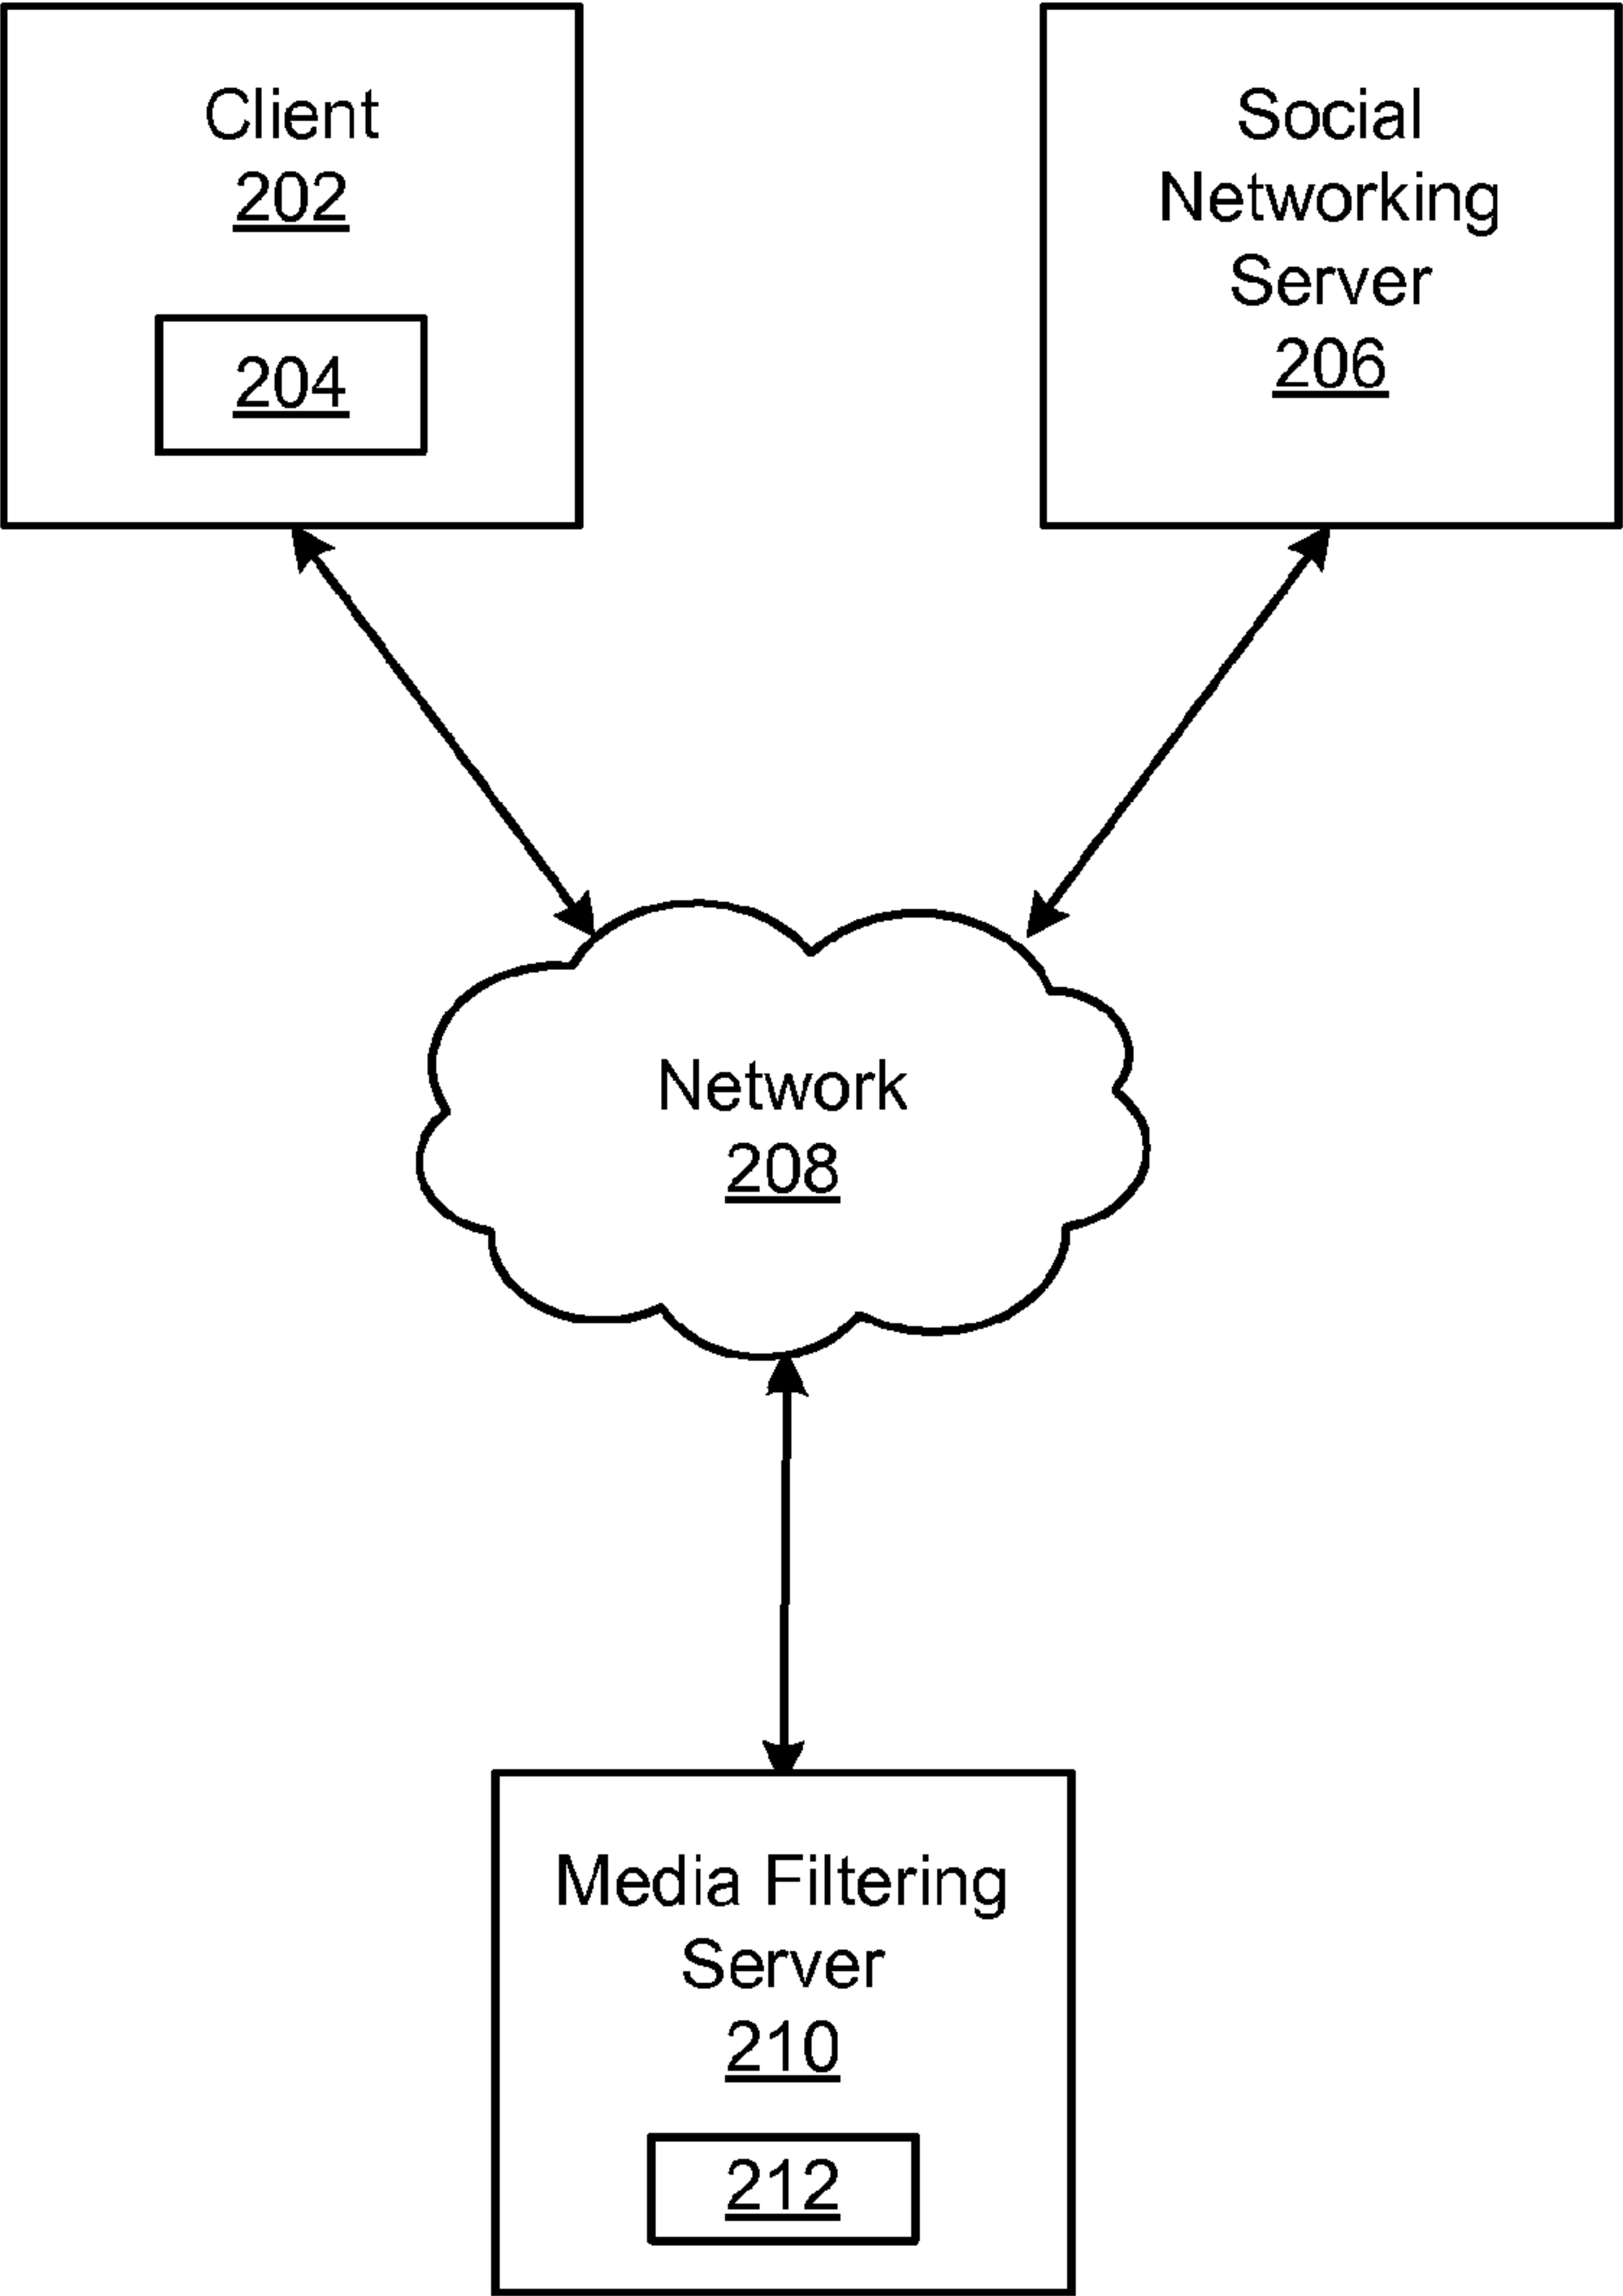 Client
202
204
Social
Networking
Server
206
Network
208
Media Filtering
Server
210
212